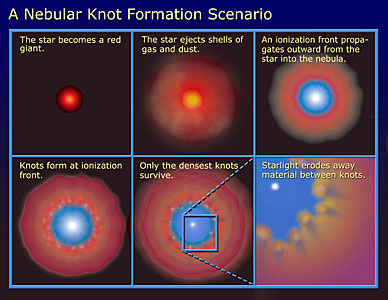 A Nebular Knot Formation Scenario
The star becomes a red
giant.
The star ejects shells of
gas and dust.
An ionization front propa-
gates outward from the
star into the nebula.
Knots form at ionization
front.
Only the densest knots
survive.
Starlight erodes away
material between knots.